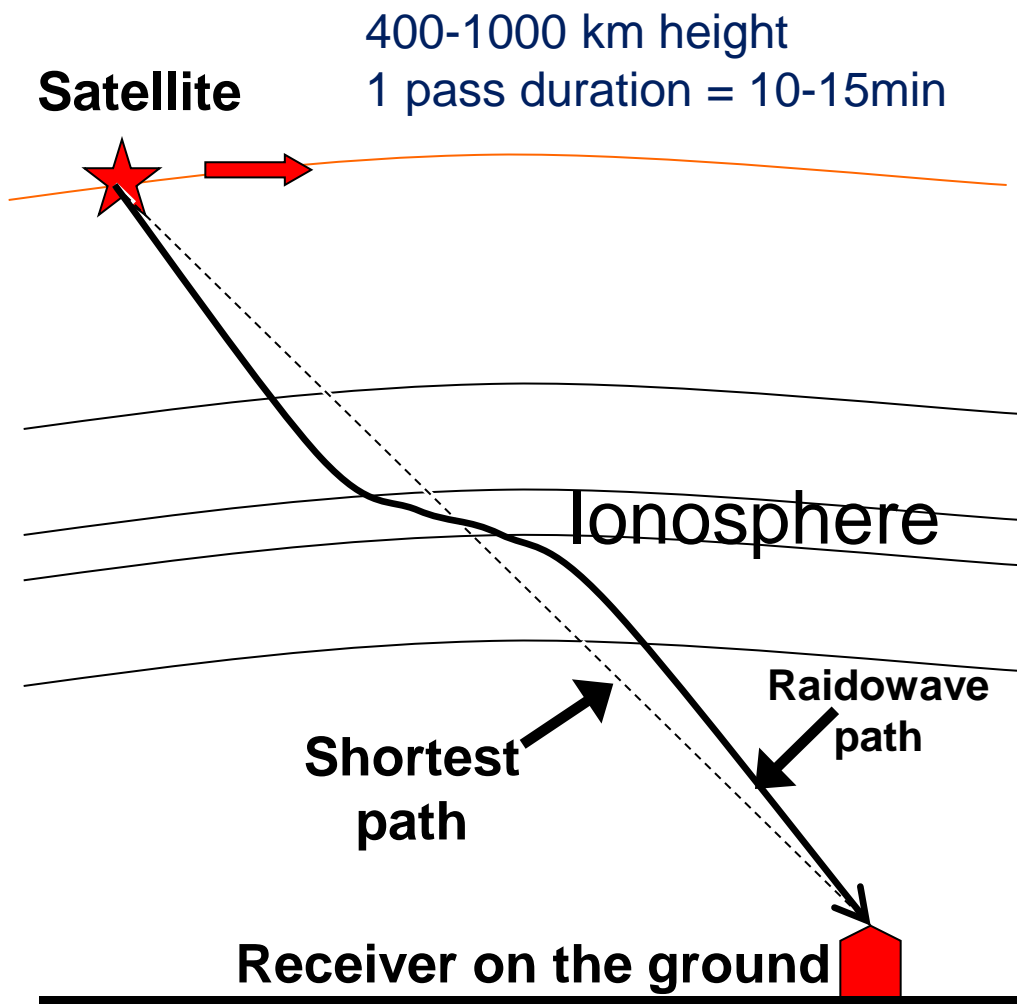 400-1000 km height
Satellite
1 pass duration = 10-15min
Ionosphere
Raidowave
path
Shortest
path
Receiver on the ground